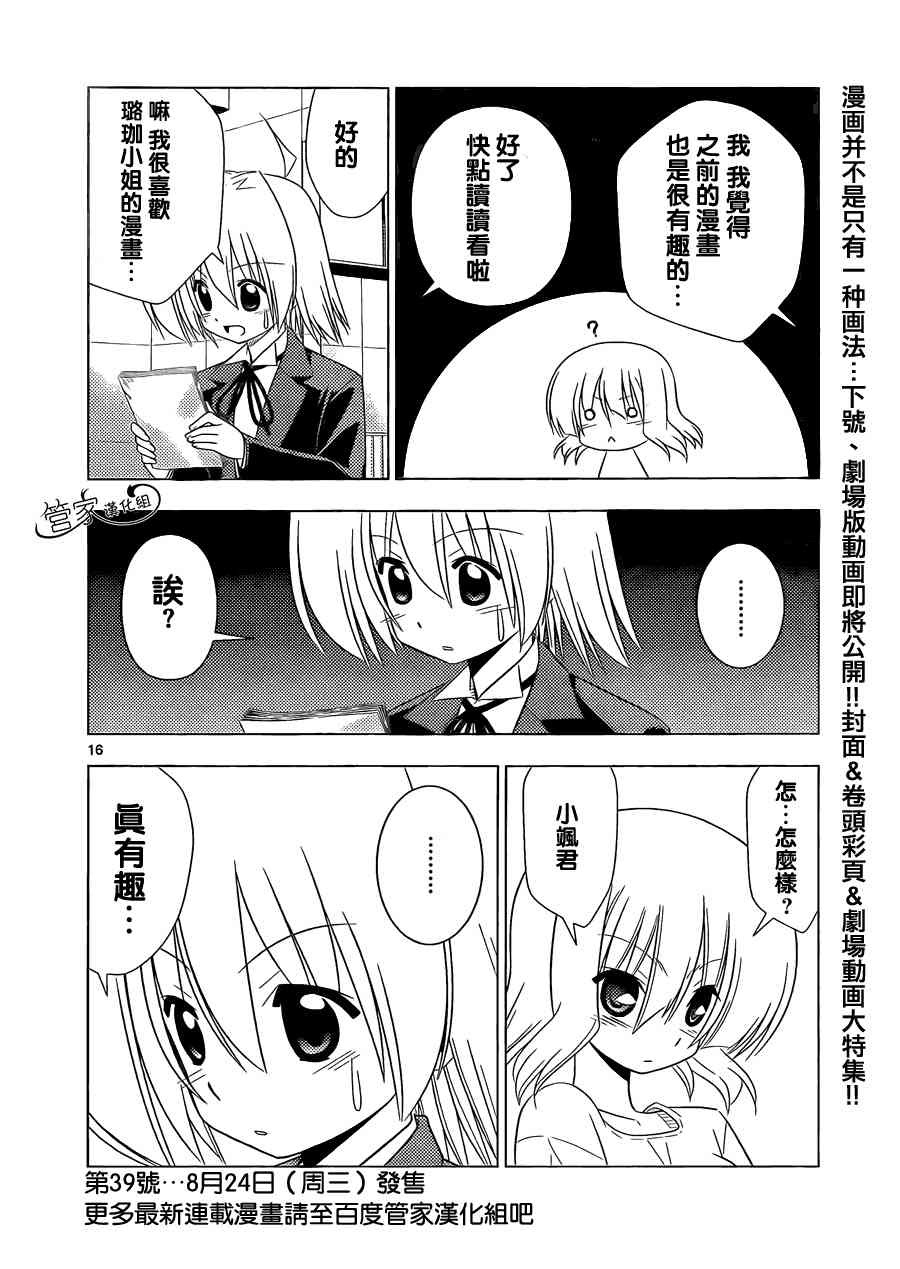 我 我覺得
之前的漫畫
也是很有趣的…
好了
快點讀讀看啦
?
好的
嘛 我很喜歡
璐珈小姐的漫畫…
管家漢化組
………
誒?
16
怎…怎麼樣?
小颯君
………
眞有趣…
漫画并不是只有一种画法…下號、劇場版動画即將公開!!封面&卷頭彩頁&劇場動画大特集!!
第39號…8月24日(周三)發售
更多最新連載漫畫請至百度管家漢化組吧